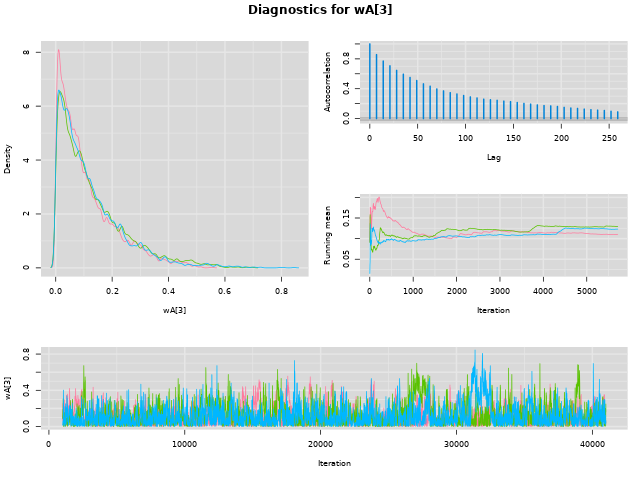 Diagnostics for wA[3]
Density
0 2 4 6 8
0.0 0.2 0.4 0.6 0.8
wA[3]
Autocorrelation
0.0 0.4 0.8
0 50 100 150 200 250
Lag
Running mean
0.05 0.15
0 1000 2000 3000 4000 5000
Iteration
wA[3]
0.0 0.4 0.8
0 10000 20000 30000 40000
Iteration